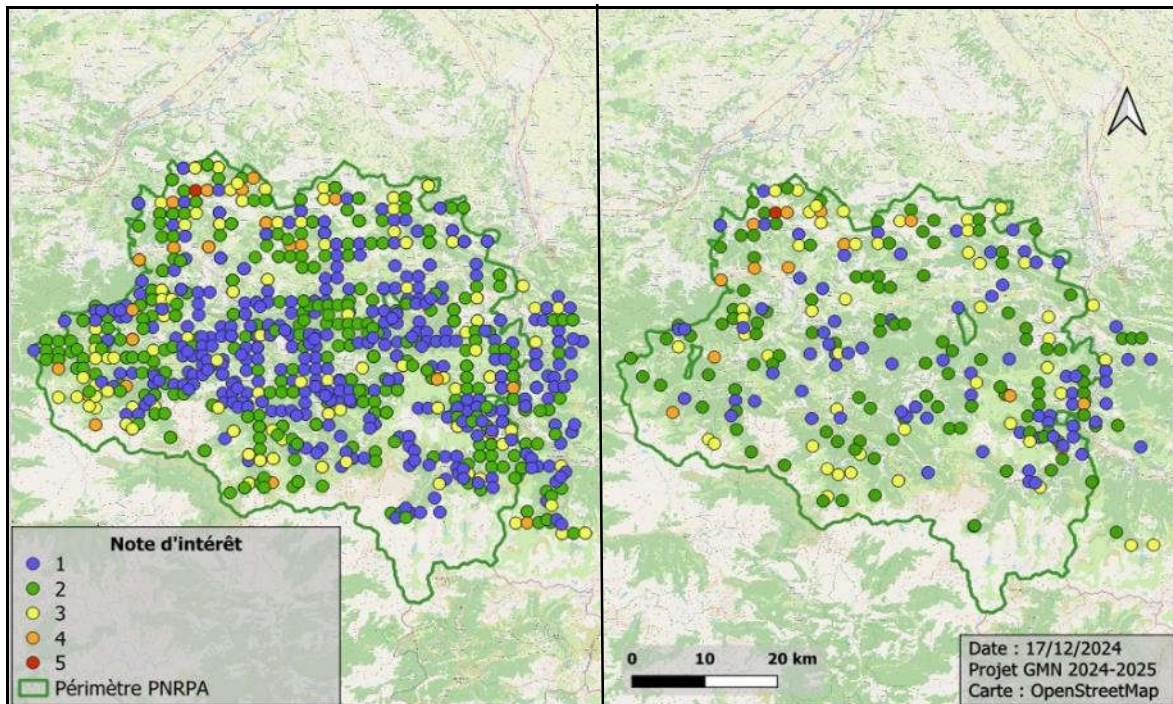 Note d'intérêt
1
2
3
4
5
Périmètre PNRPA
0 10 20 km
Date : 17/12/2024
Projet GMN 2024-2025
Carte : OpenStreetMap